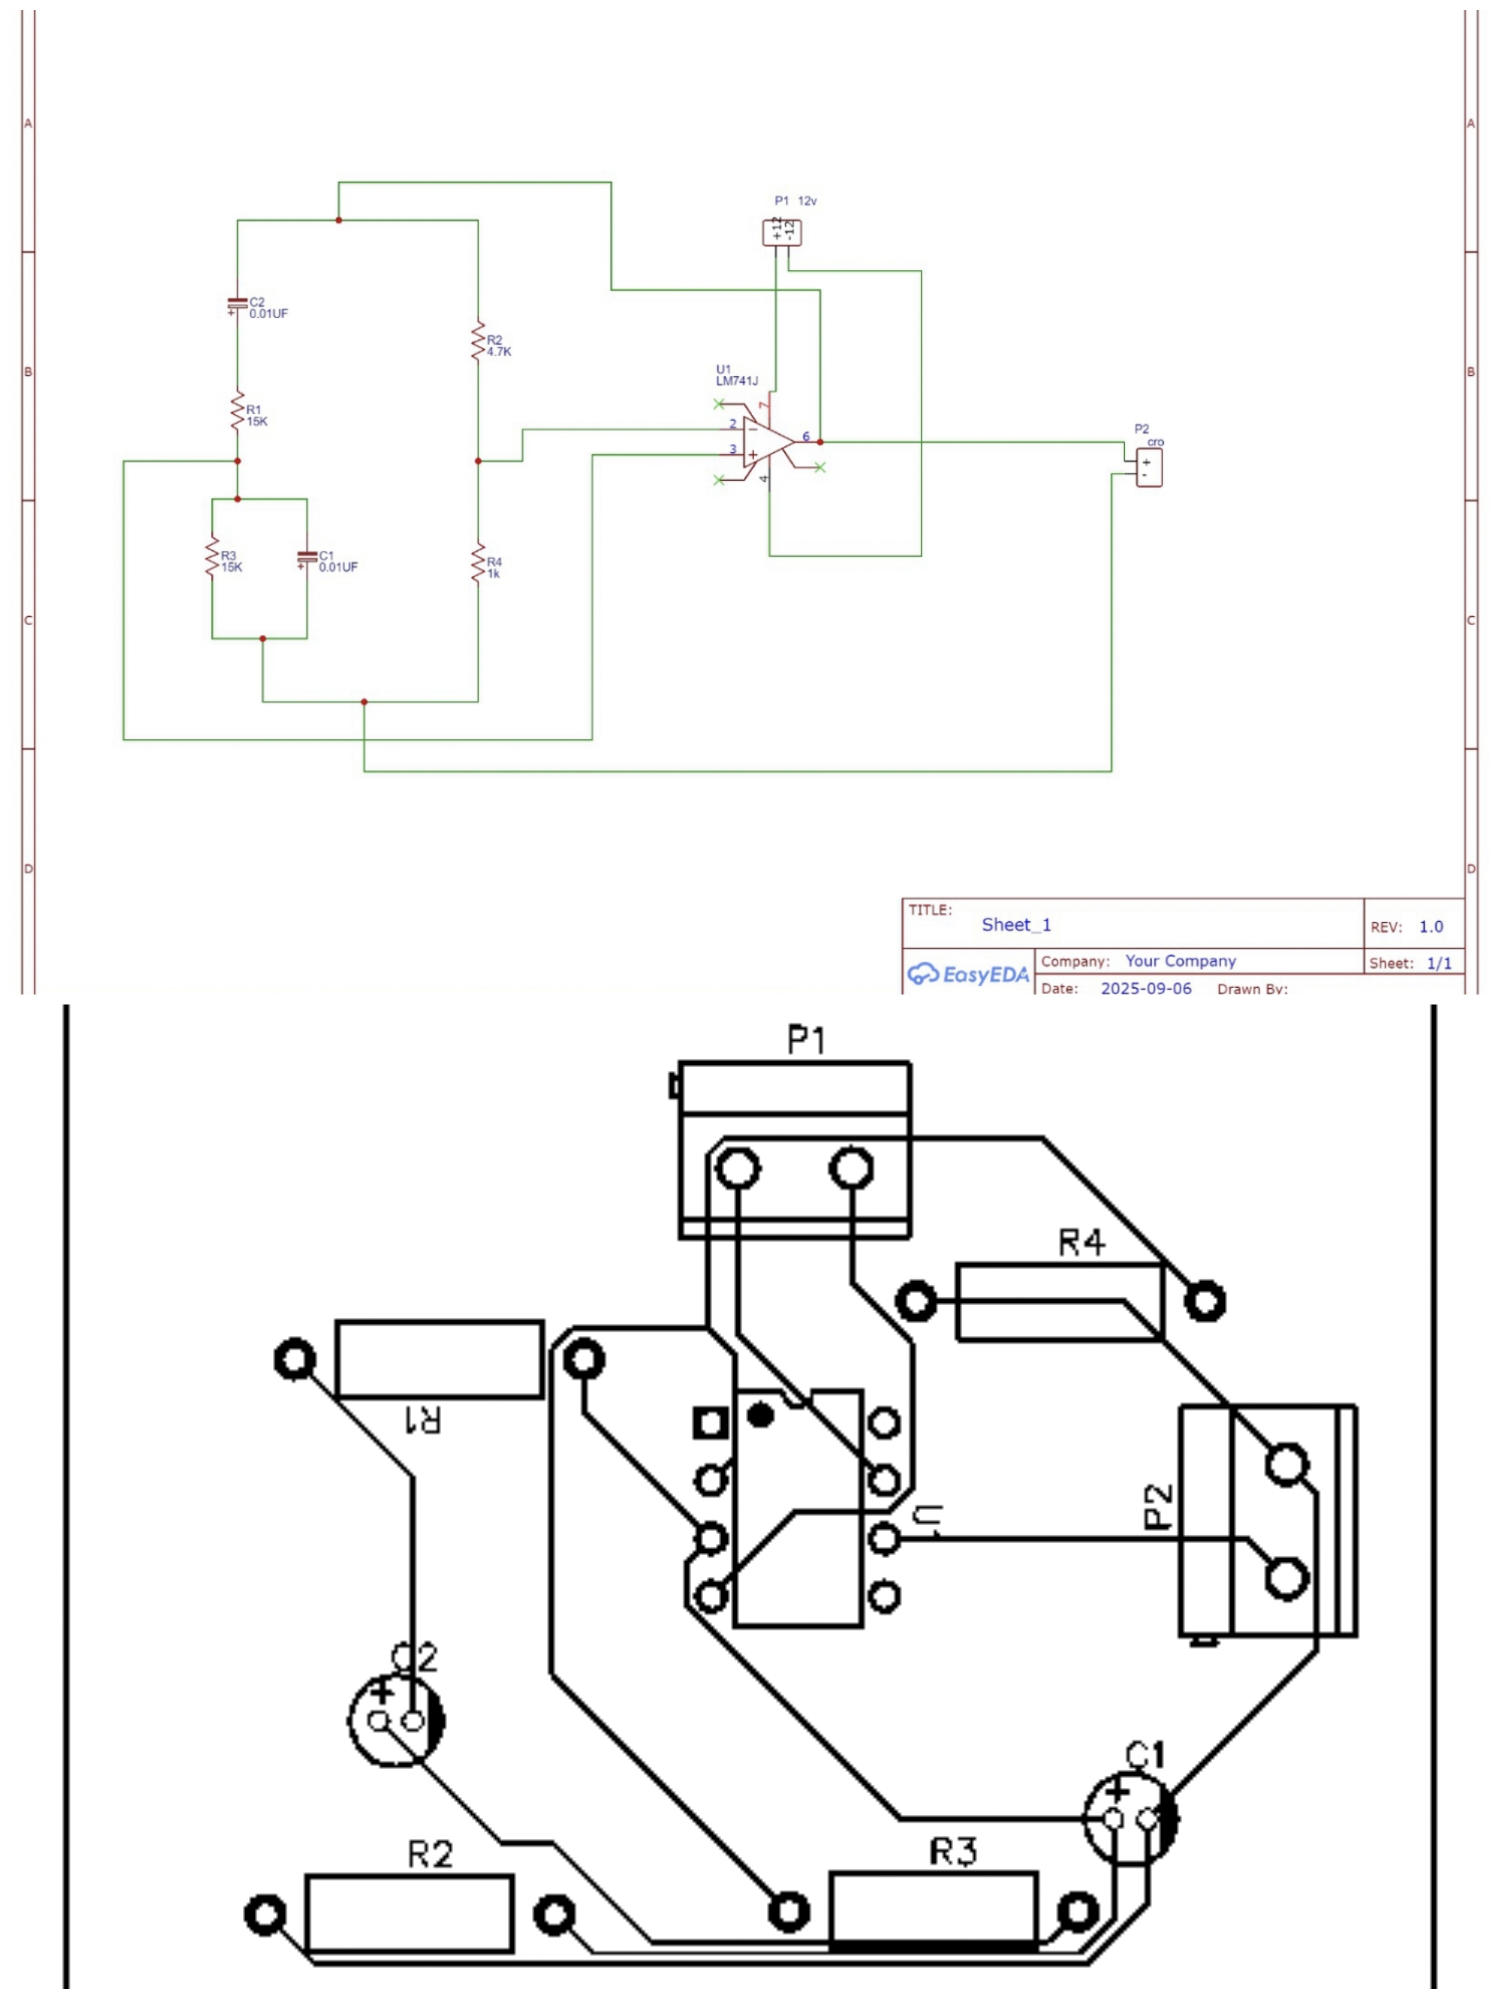 A
A
P1 12v
+12
-12
C2
0.01UF
+
R2
4.7K
B
B
U1
LM741J
7
R1
15K
2
3
6
4
P2
cro
+
-
R3
15K
C1
0.01UF
+
R4
1k
C
C
D
D
TITLE:
Sheet_1
REV: 1.0
EasyEDA
Company: Your Company
Sheet: 1/1
Date: 2025-09-06 Drawn By:
P1
R4
R1
P2
U1
C2
+
C1
+
R2
R3